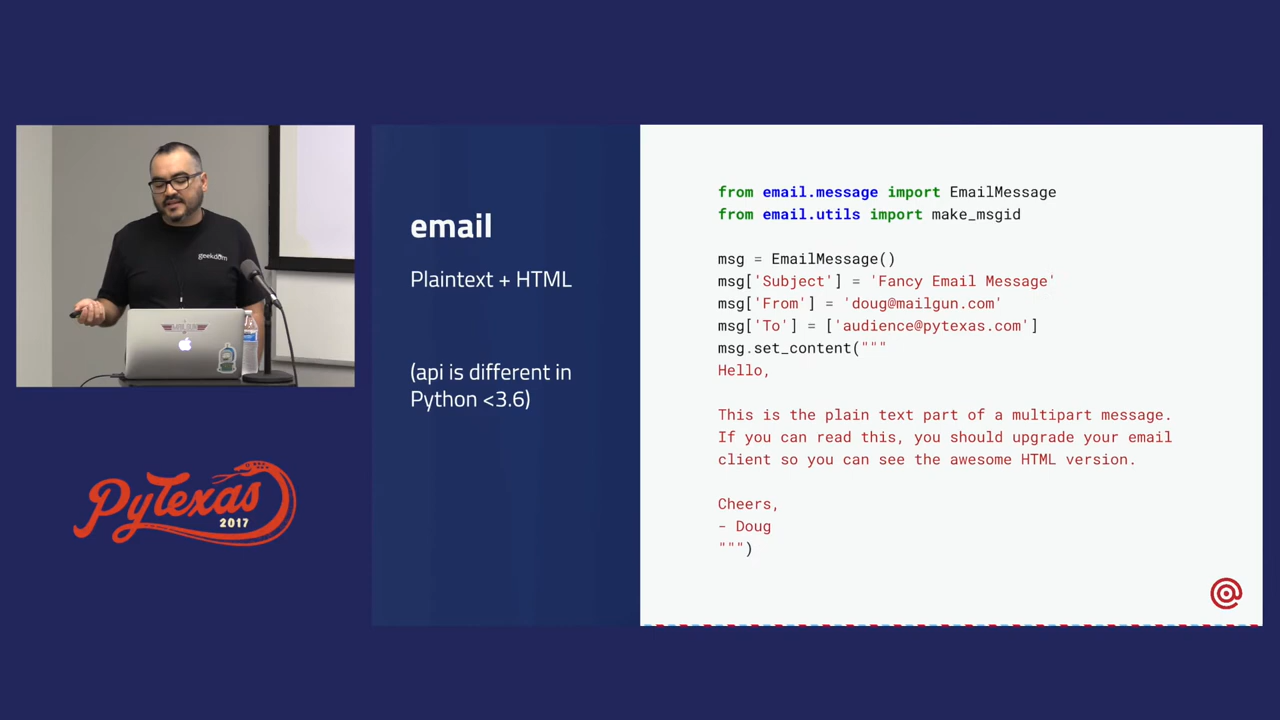 geekdom
PyTexas
2017
email
Plaintext + HTML
(api is different in
Python <3.6)
from email.message import EmailMessage
from email.utils import make_msgid
msg = EmailMessage()
msg['Subject'] = 'Fancy Email Message'
msg['From'] = 'doug@mailgun.com'
msg['To'] = ['audience@pytexas.com']
msg.set_content("""
Hello,
This is the plain text part of a multipart message.
If you can read this, you should upgrade your email
client so you can see the awesome HTML version.
Cheers,
- Doug
""")